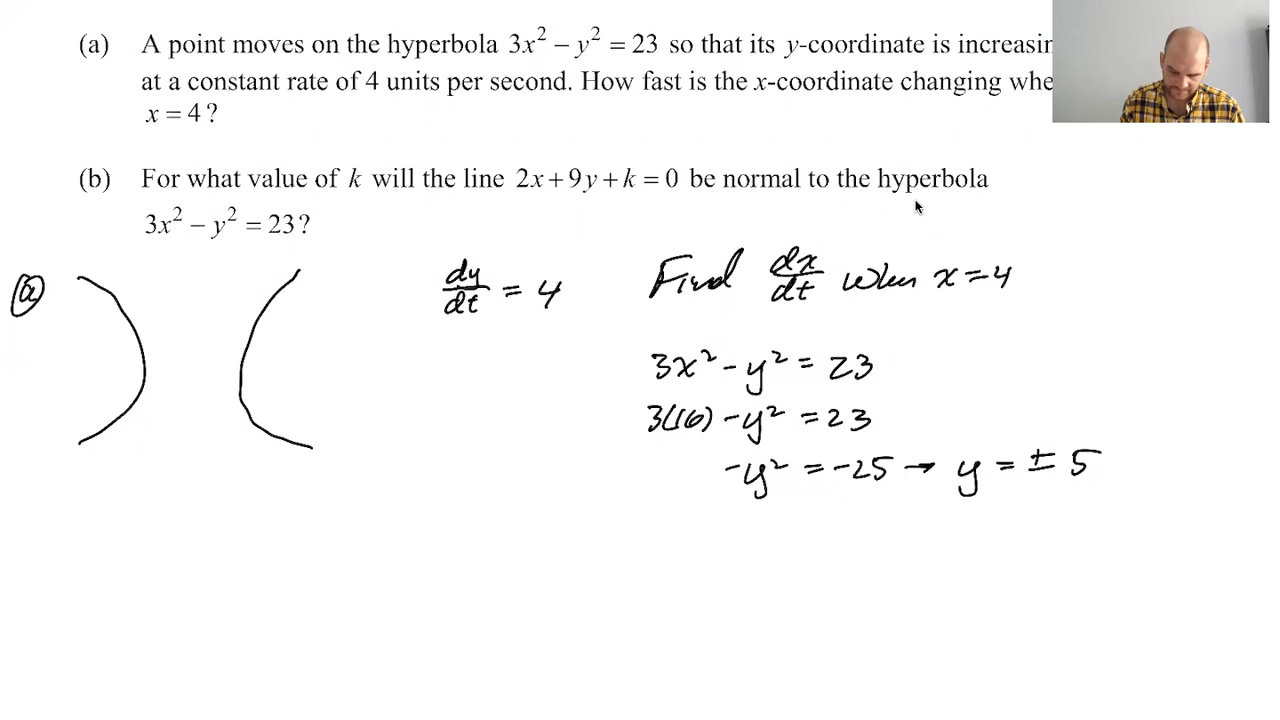 (a) A point moves on the hyperbola 3x² − y² = 23 so that its y-coordinate is
at a constant rate of 4 units per second. How fast is the x-coordinate changing
x = 4?
(b) For what value of k will the line 2x + 9y + k = 0 be normal to the hyperbola
3x² − y² = 23?
(a)
dy/dt = 4
Find dx/dt when x=4
3x² - y² = 23
3(16) - y² = 23
-y² = -25 → y = ± 5